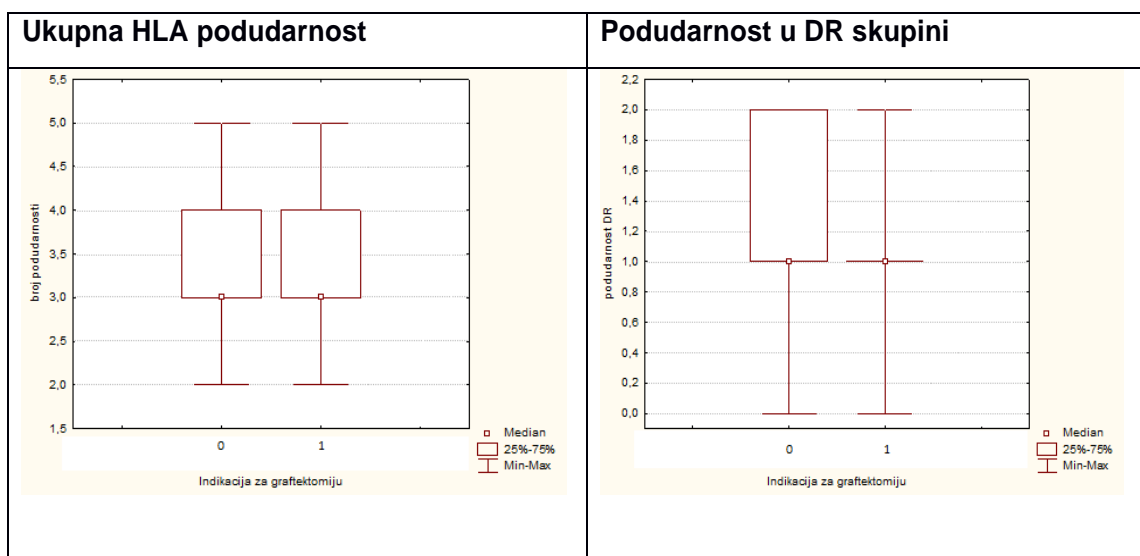 Ukupna HLA podudarnost
Podudarnost u DR skupini
5,5
5,0
4,5
4,0
3,5
3,0
2,5
2,0
1,5
broj podudarnosti
0 1
Indikacija za graftektomiju
Median
25%-75%
Min-Max
2,2
2,0
1,8
1,6
1,4
1,2
1,0
0,8
0,6
0,4
0,2
0,0
podudarnost DR
0 1
Indikacija za graftektomiju
Median
25%-75%
Min-Max